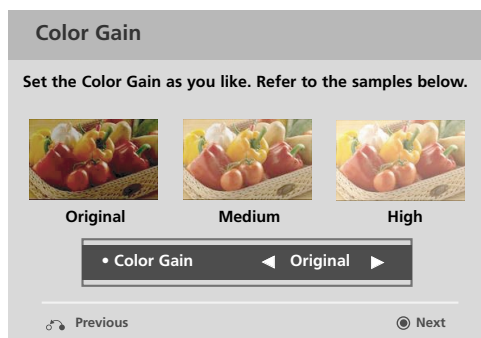 Color Gain
Set the Color Gain as you like. Refer to the samples below.
Original Medium High
• Color Gain ◀ Original ▶
Previous Next